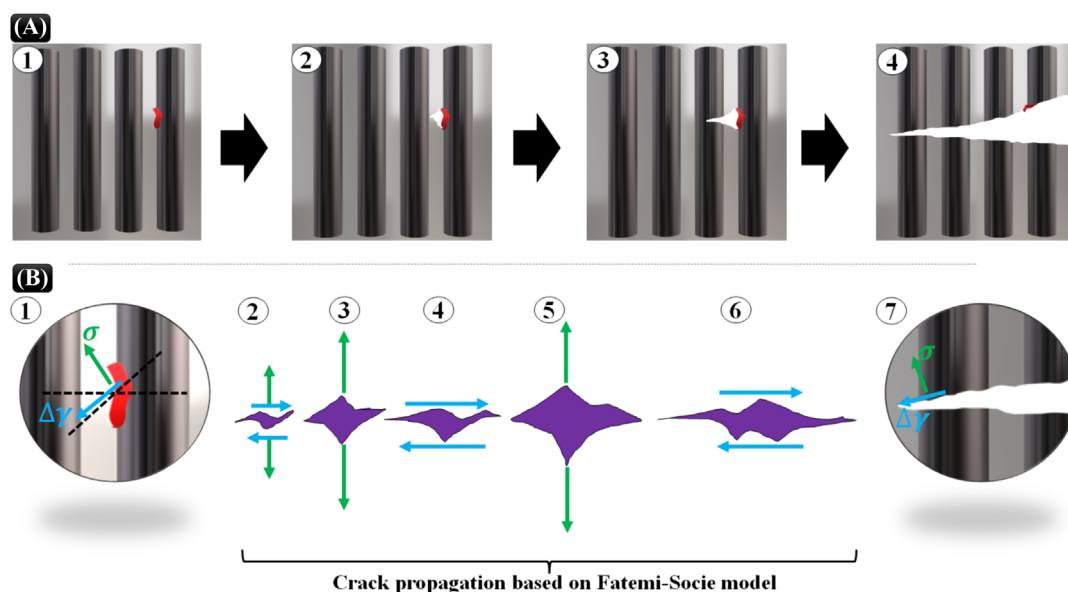 (A)
1
2
3
4
(B)
1
2
3
4
5
6
7
σ
Δγ
σ
Δγ
Crack propagation based on Fatemi-Socie model